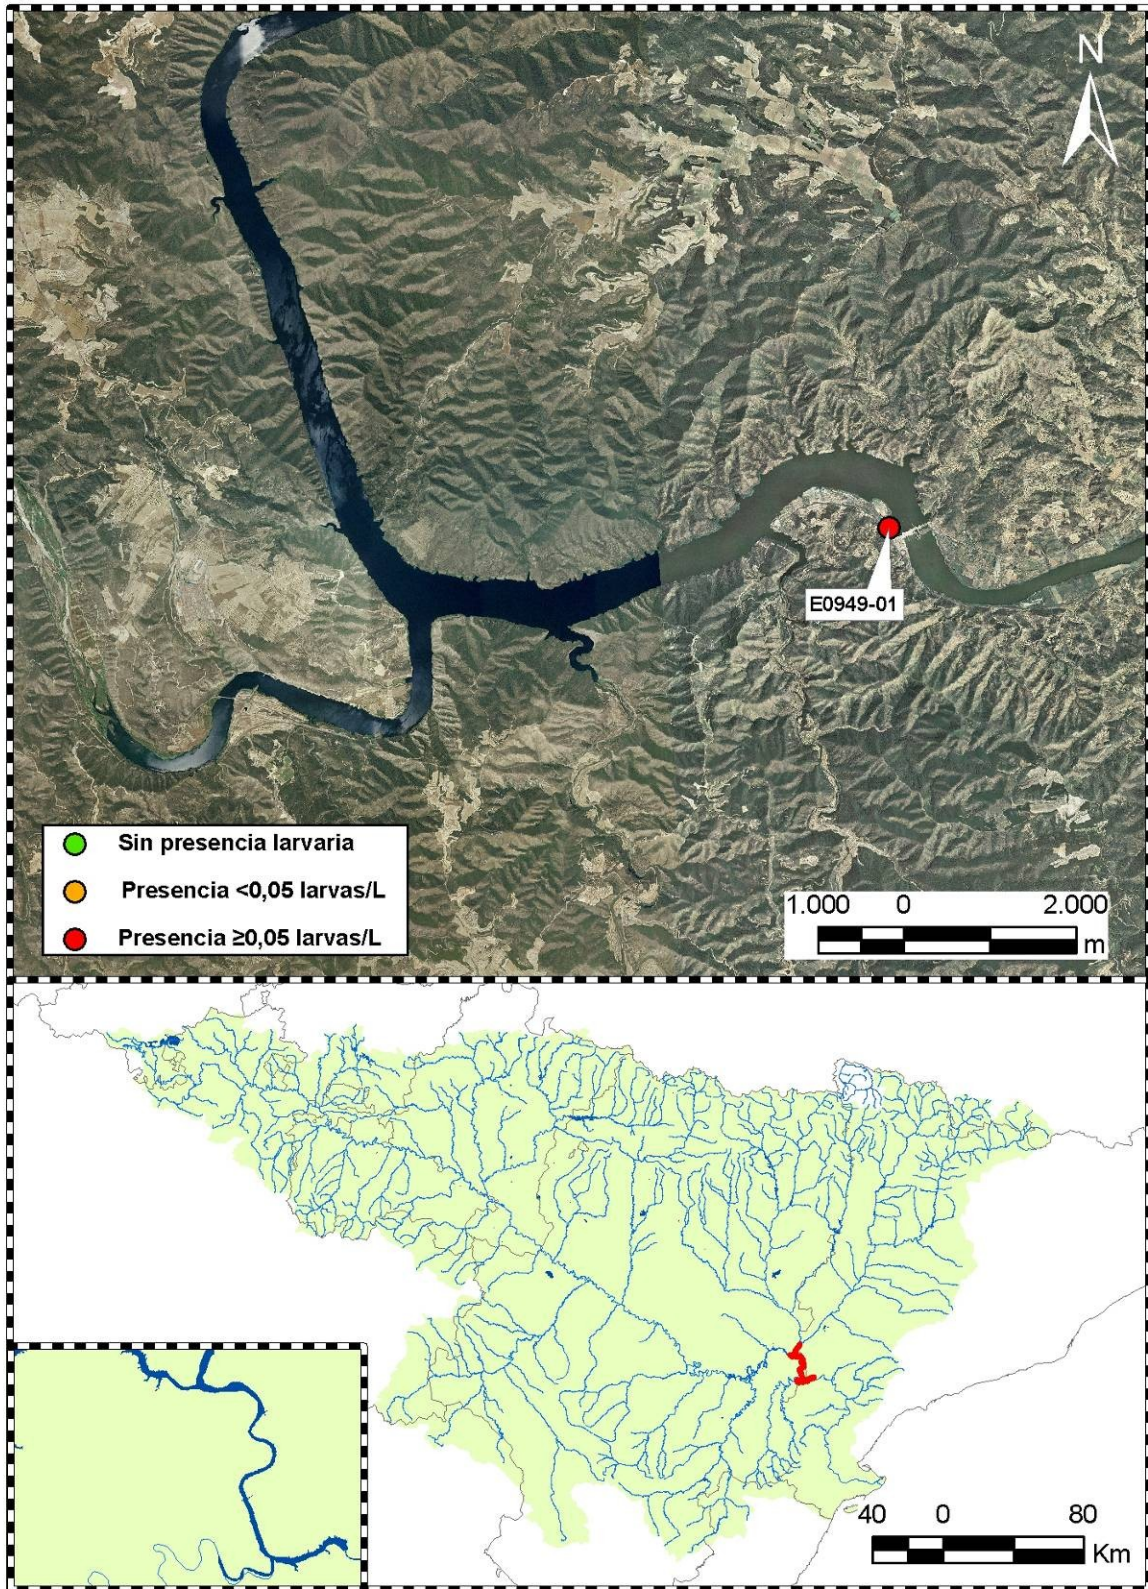 N
E0949-01
Sin presencia larvaria
Presencia <0,05 larvas/L
Presencia ≥0,05 larvas/L
1.000 0 2.000
m
40 0 80
Km